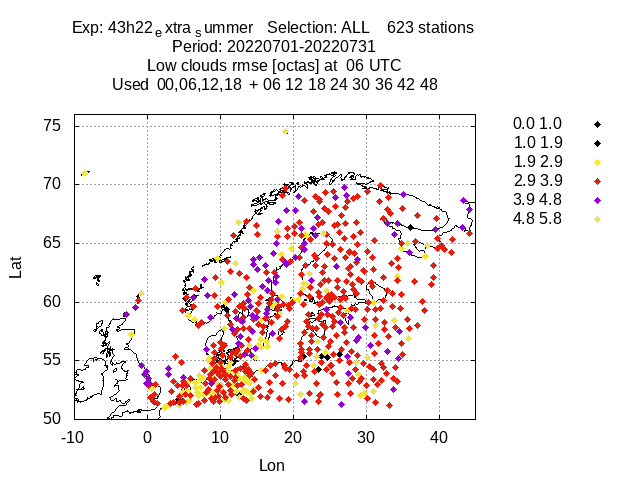 Exp: 43h22extrasummer   Selection: ALL    623 stations
Period: 20220701-20220731
Low clouds rmse [octas] at  06 UTC
Used  00,06,12,18  + 06 12 18 24 30 36 42 48
0.0 1.0
1.0 1.9
1.9 2.9
2.9 3.9
3.9 4.8
4.8 5.8
75
70
65
60
55
50
Lat
-10 0 10 20 30 40
Lon